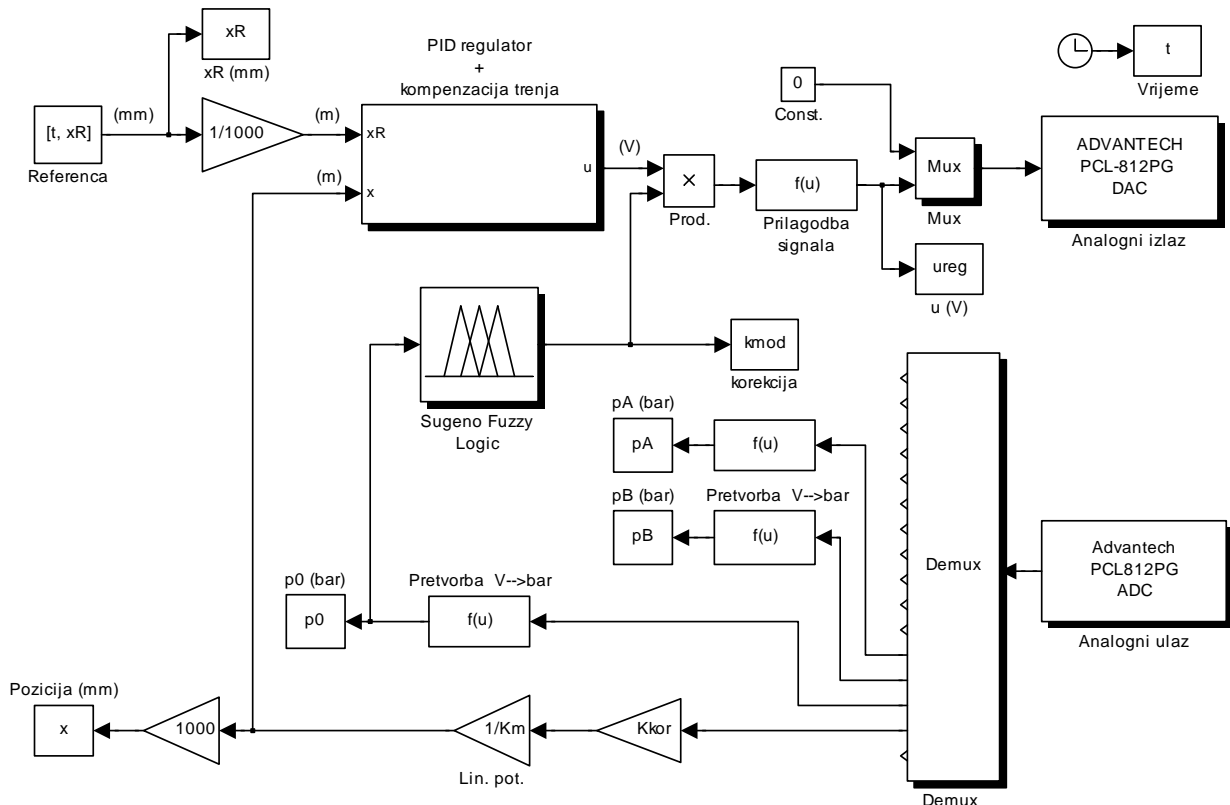 xR
xR (mm)
PID regulator
+
kompenzacija trenja
t
Vrijeme
[t, xR]
Referenca
(mm)
1/1000
(m)
xR
(m)
x
u
(V)
×
Prod.
0
Const.
f(u)
Prilagodba
signala
Mux
Mux
ADVANTECH
PCL-812PG
DAC
Analogni izlaz
ureg
u (V)
Sugeno Fuzzy
Logic
kmod
korekcija
pA (bar)
pA
f(u)
pB (bar)
Pretvorba V-->bar
pB
f(u)
Demux
Demux
Advantech
PCL812PG
ADC
Analogni ulaz
p0 (bar)
Pretvorba V-->bar
p0
f(u)
Pozicija (mm)
x
1000
1/Km
Lin. pot.
Kkor